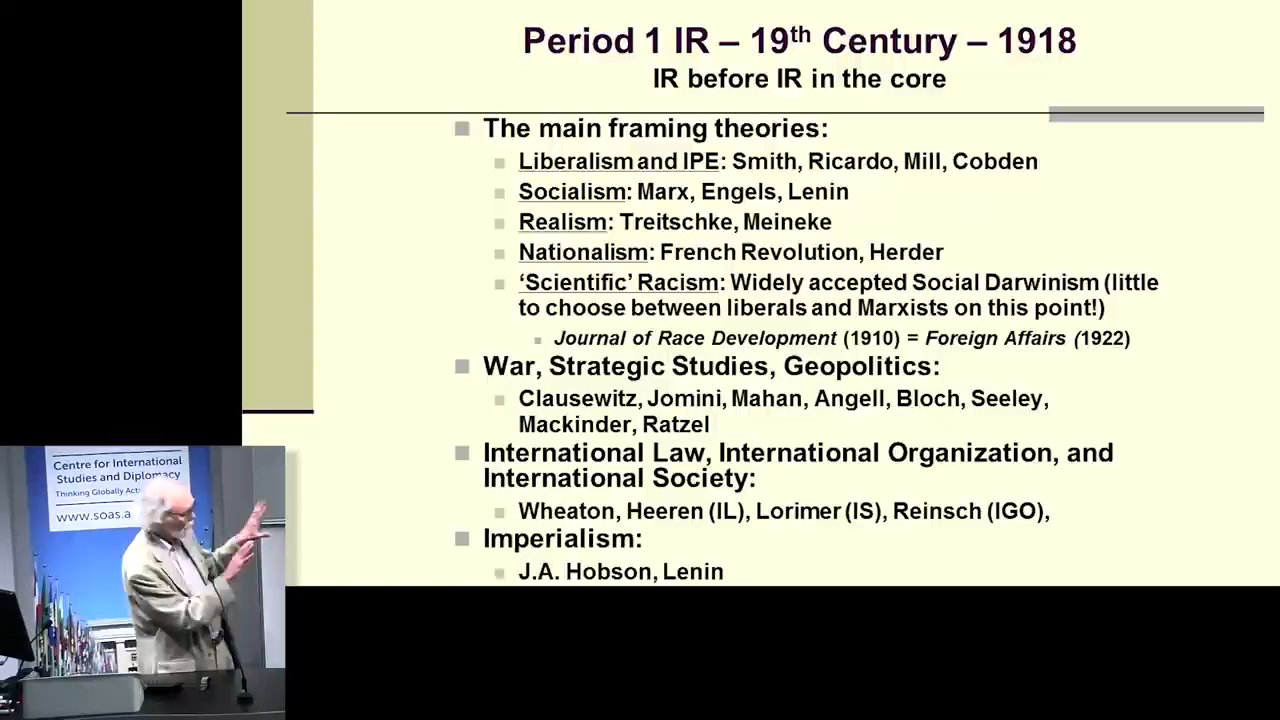 Period 1 IR – 19th Century – 1918
IR before IR in the core
The main framing theories:
Liberalism and IPE: Smith, Ricardo, Mill, Cobden
Socialism: Marx, Engels, Lenin
Realism: Treitschke, Meineke
Nationalism: French Revolution, Herder
‘Scientific’ Racism: Widely accepted Social Darwinism (little
to choose between liberals and Marxists on this point!)
Journal of Race Development (1910) = Foreign Affairs (1922)
War, Strategic Studies, Geopolitics:
Clausewitz, Jomini, Mahan, Angell, Bloch, Seeley,
Mackinder, Ratzel
International Law, International Organization, and
International Society:
Wheaton, Heeren (IL), Lorimer (IS), Reinsch (IGO),
Imperialism:
J.A. Hobson, Lenin
Centre for International
Studies and Diplomacy
Thinking Globally
www.soas.a